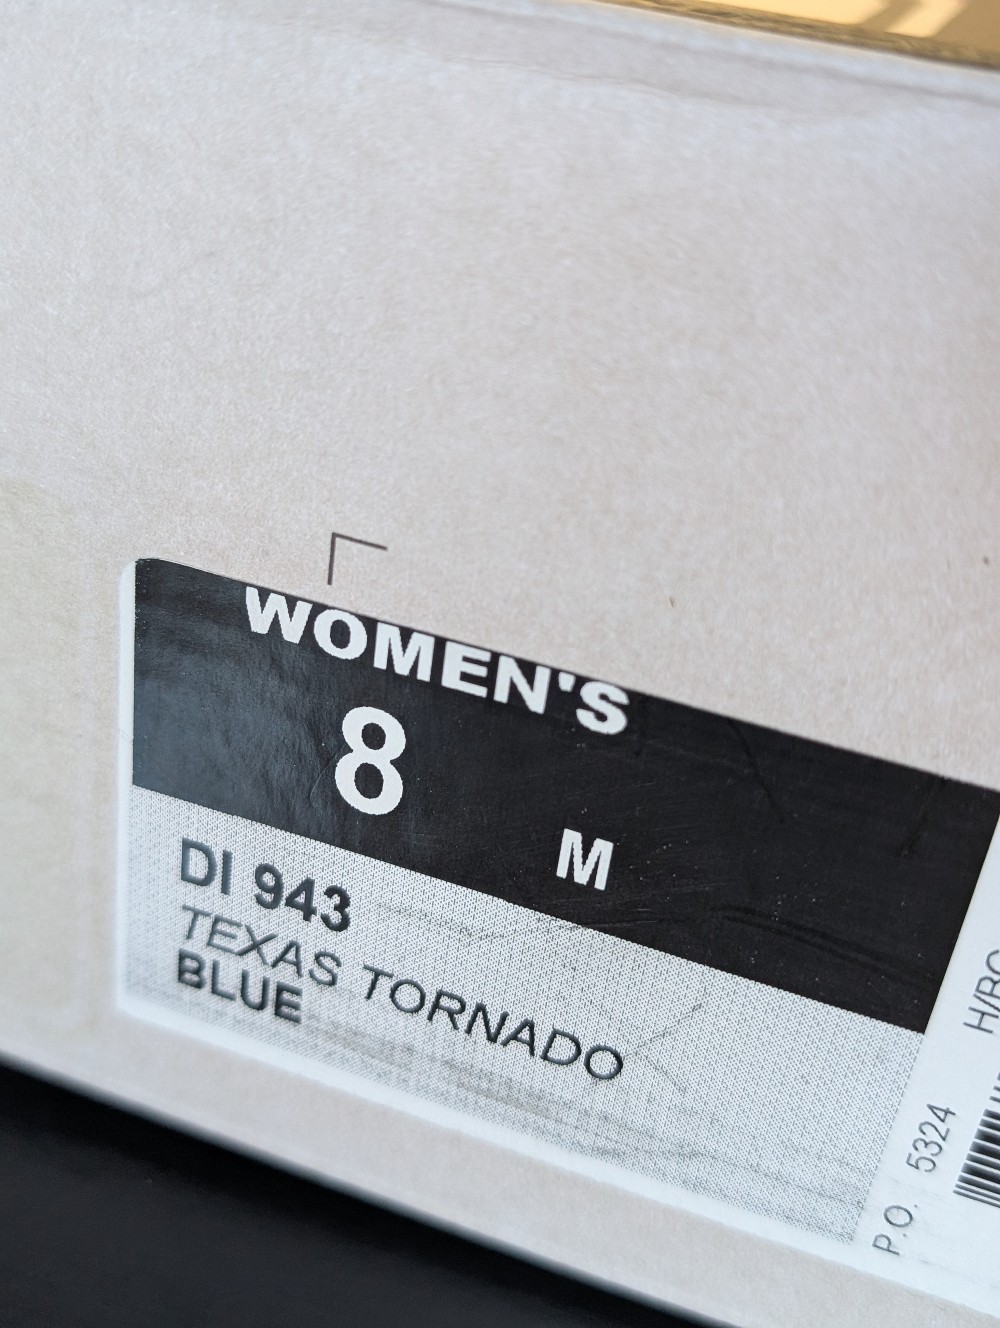 WOMEN'S
8 M
DI 943
TEXAS TORNADO
BLUE
P.O. 5324